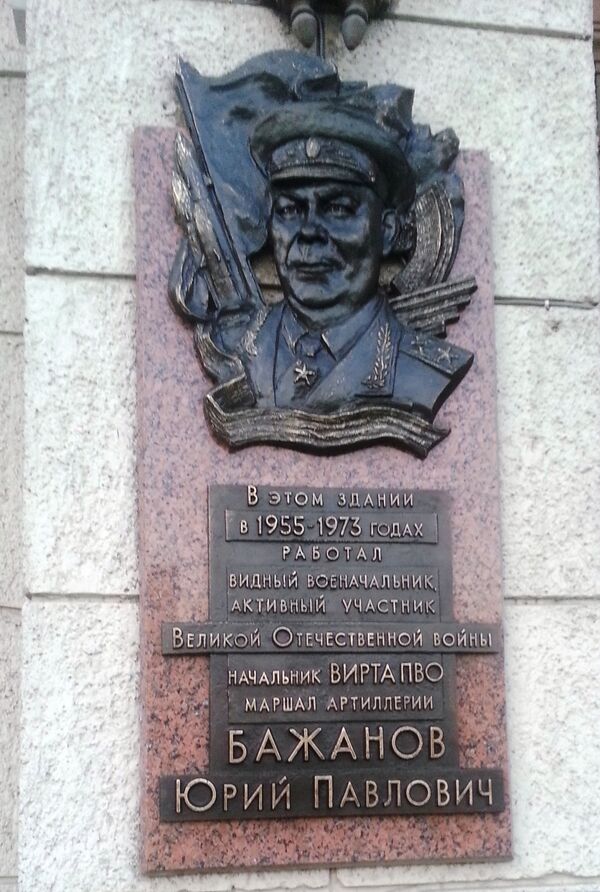 В этом здании
в 1955-1973 годах
работал
видный военачальник,
активный участник
Великой Отечественной войны
начальник ВИРТА ПВО
маршал артиллерии
БАЖАНОВ
Юрий Павлович